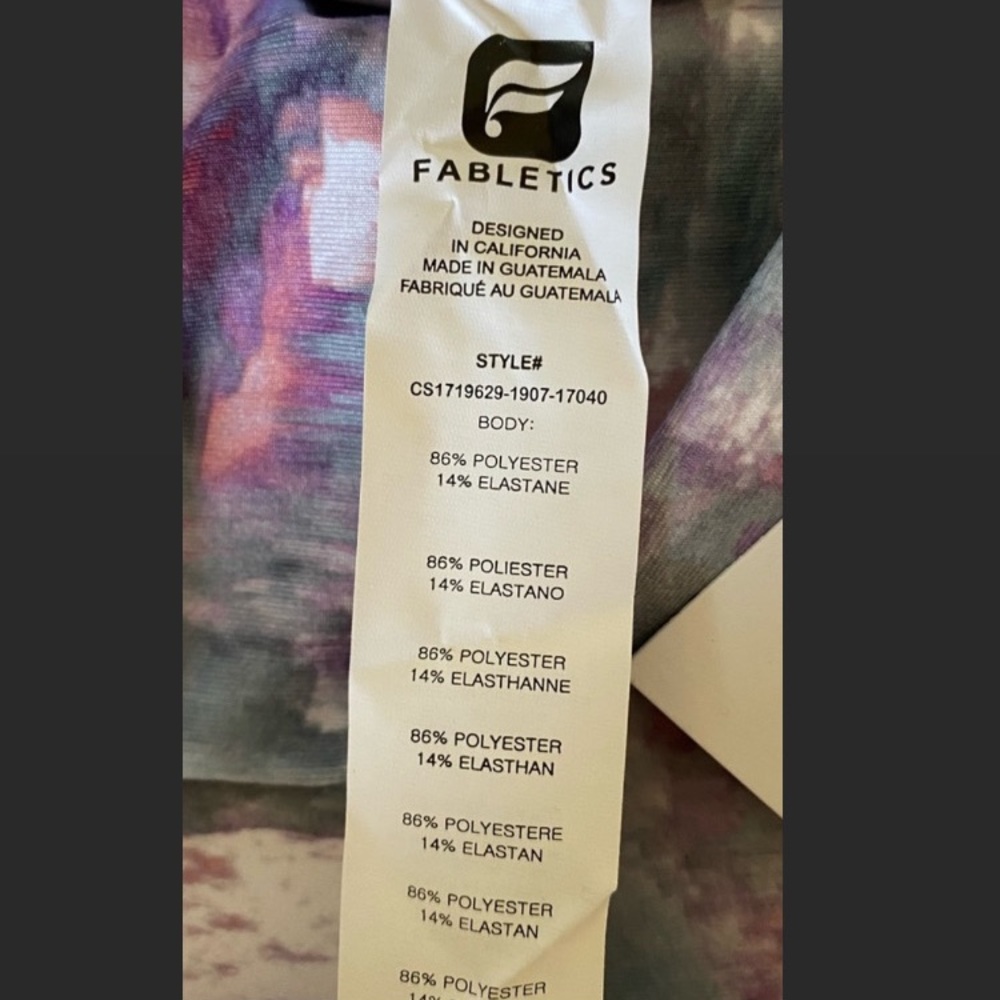 FABLETICS
DESIGNED
IN CALIFORNIA
MADE IN GUATEMALA
FABRIQUÉ AU GUATEMALA
STYLE#
CS1719629-1907-17040
BODY:
86% POLYESTER
14% ELASTANE
86% POLIESTER
14% ELASTANO
86% POLYESTER
14% ELASTHANNE
86% POLYESTER
14% ELASTHAN
86% POLYESTERE
14% ELASTAN
86% POLYESTER
14% ELASTAN
86% POLYESTER